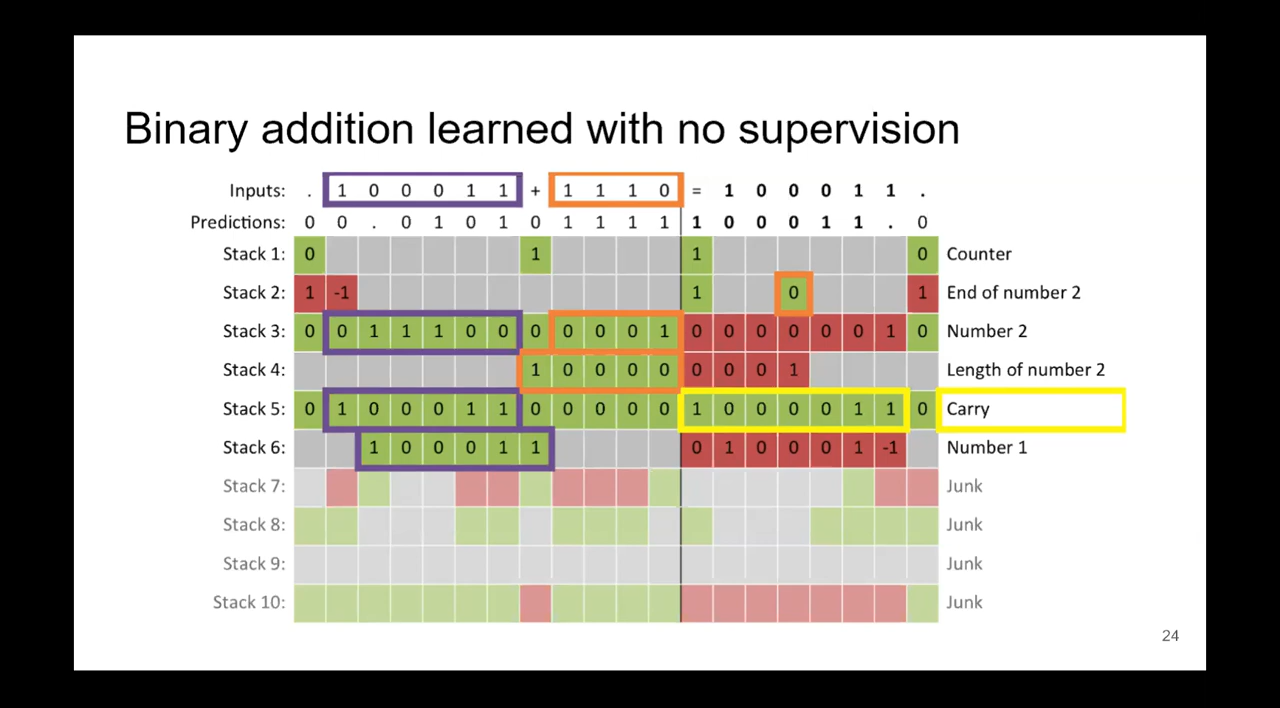 Binary addition learned with no supervision
Inputs: . 1 0 0 0 1 1 + 1 1 1 0 = 1 0 0 0 1 1 .
Predictions: 0 0 . 0 1 0 1 0 1 1 1 1 1 0 0 0 1 1 . 0
Stack 1: 0 1 1 0 Counter
Stack 2: 1 -1 1 0 1 End of number 2
Stack 3: 0 0 1 1 1 0 0 0 0 0 0 1 0 0 0 0 0 0 1 0 Number 2
Stack 4: 1 0 0 0 0 0 0 0 1 Length of number 2
Stack 5: 0 1 0 0 0 1 1 0 0 0 0 0 1 0 0 0 0 1 1 0 Carry
Stack 6: 1 0 0 0 1 1 0 1 0 0 0 1 -1 Number 1
Stack 7: Junk
Stack 8: Junk
Stack 9: Junk
Stack 10: Junk
24